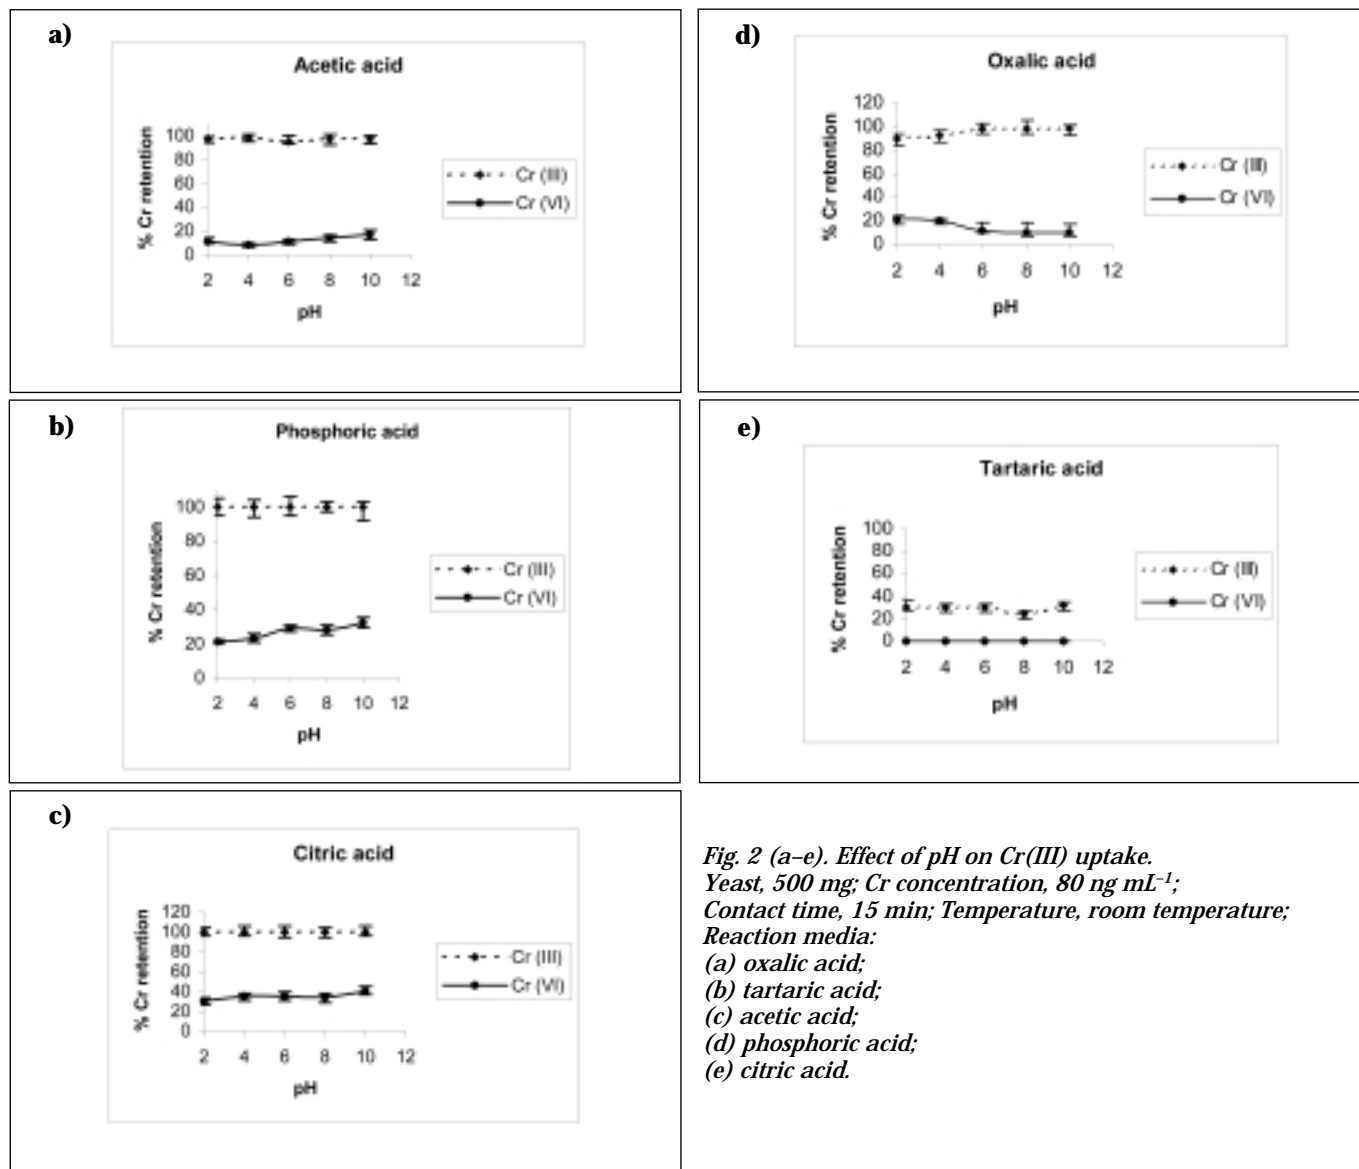 a)
Acetic acid
% Cr retention
100
80
60
40
20
0
2 4 6 8 10 12
pH
Cr (III)
Cr (VI)
b)
Phosphoric acid
% Cr retention
100
80
60
40
20
0
2 4 6 8 10 12
pH
Cr (III)
Cr (VI)
c)
Citric acid
% Cr retention
120
100
80
60
40
20
0
2 4 6 8 10 12
pH
Cr (III)
Cr (VI)
d)
Oxalic acid
% Cr retention
120
100
80
60
40
20
0
2 4 6 8 10 12
pH
Cr (III)
Cr (VI)
e)
Tartaric acid
% Cr retention
100
80
60
40
20
0
2 4 6 8 10 12
pH
Cr (III)
Cr (VI)
Fig. 2 (a–e). Effect of pH on Cr(III) uptake.
Yeast, 500 mg; Cr concentration, 80 ng mL⁻¹;
Contact time, 15 min; Temperature, room temperature;
Reaction media:
(a) oxalic acid;
(b) tartaric acid;
(c) acetic acid;
(d) phosphoric acid;
(e) citric acid.